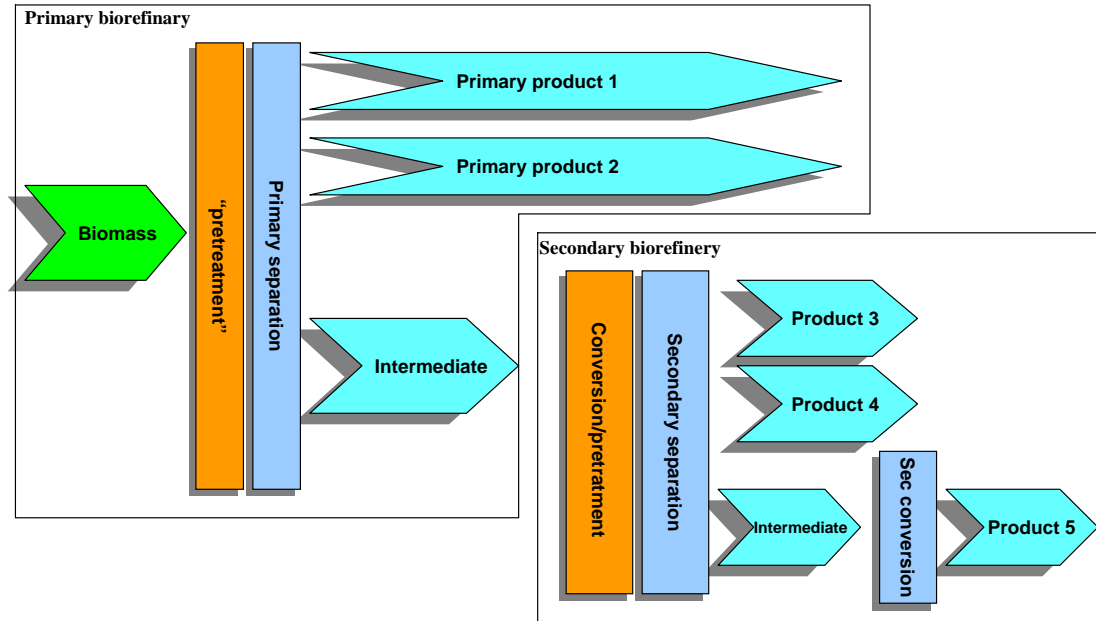 Primary biorefinary
Primary product 1
Primary product 2
Biomass
“pretreatment”
Primary separation
Intermediate
Secondary biorefinery
Conversion/pretratment
Secondary separation
Product 3
Product 4
Intermediate
Sec conversion
Product 5